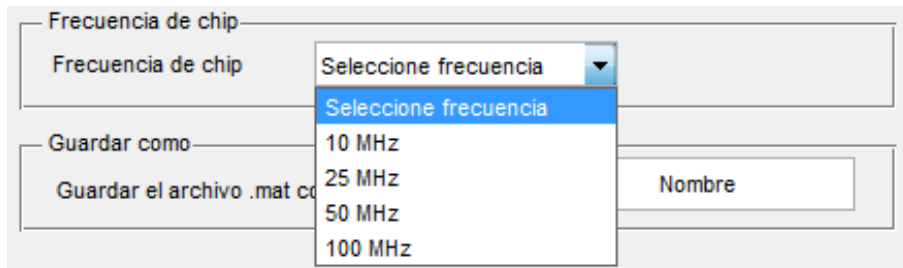 Frecuencia de chip
Frecuencia de chip
Seleccione frecuencia
Seleccione frecuencia
10 MHz
Guardar como
25 MHz
Guardar el archivo .mat
Nombre
50 MHz
100 MHz